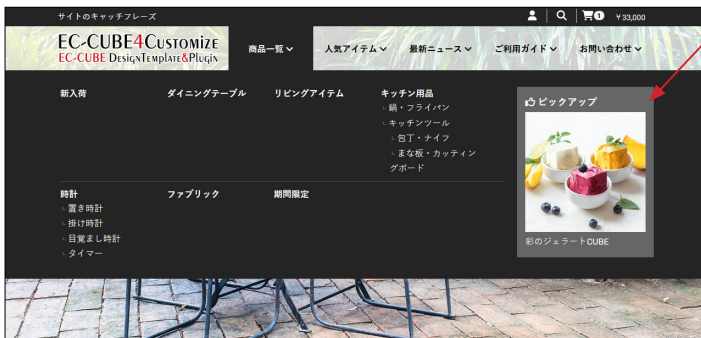 サイトのキャッチフレーズ
1 ¥33,000
EC-CUBE4CUSTOMIZE
EC-CUBE DESIGNTEMPLATE&PLUGIN
商品一覧 人気アイテム 最新ニュース ご利用ガイド お問い合わせ
新入荷 ダイニングテーブル リビングアイテム キッチン用品
鍋・フライパン
キッチンツール
包丁・ナイフ
まな板・カッティン
グボード
ピックアップ
彩のジェラートCUBE
時計 ファブリック 期間限定
置き時計
掛け時計
目覚まし時計
タイマー